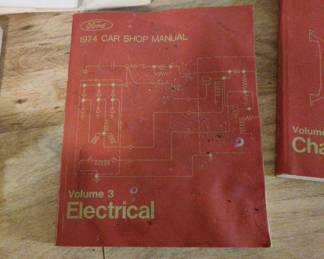 Ford
1974 CAR SHOP MANUAL
Volume 3
Electrical
Volume
Cha